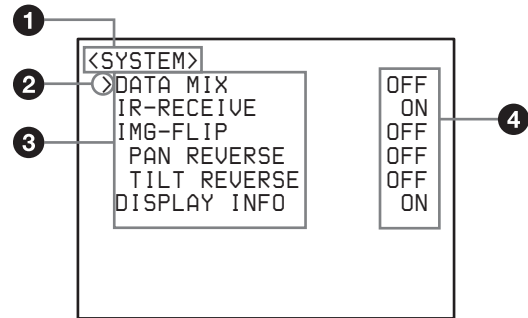 1
<SYSTEM>
2
>DATA MIX OFF
IR-RECEIVE ON
4
3
IMG-FLIP OFF
PAN REVERSE OFF
TILT REVERSE OFF
DISPLAY INFO ON